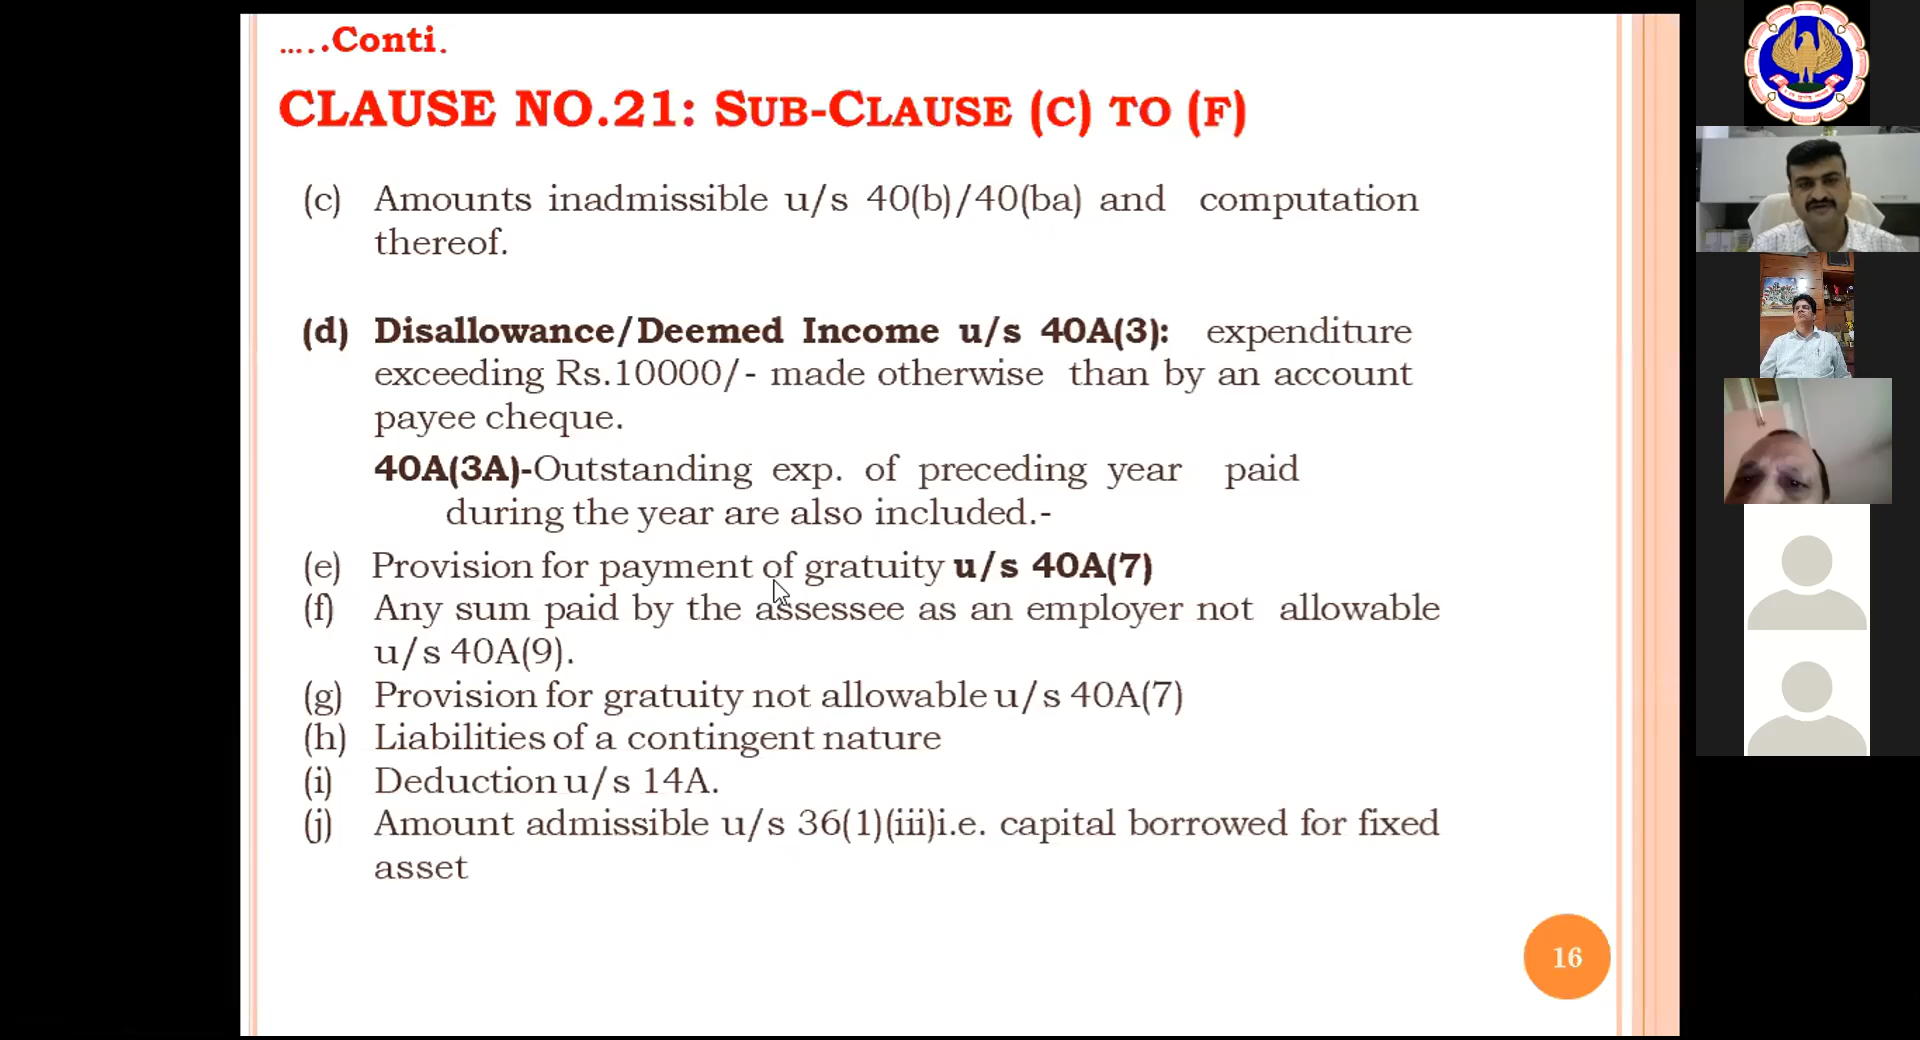 .....Conti.
CLAUSE NO.21: SUB-CLAUSE (C) TO (F)
(c) Amounts inadmissible u/s 40(b)/40(ba) and computation
thereof.
(d) Disallowance/Deemed Income u/s 40A(3): expenditure
exceeding Rs.10000/- made otherwise than by an account
payee cheque.
40A(3A)-Outstanding exp. of preceding year paid
during the year are also included.-
(e) Provision for payment of gratuity u/s 40A(7)
(f) Any sum paid by the assessee as an employer not allowable
u/s 40A(9).
(g) Provision for gratuity not allowable u/s 40A(7)
(h) Liabilities of a contingent nature
(i) Deduction u/s 14A.
(j) Amount admissible u/s 36(1)(iii)i.e. capital borrowed for fixed
asset
16